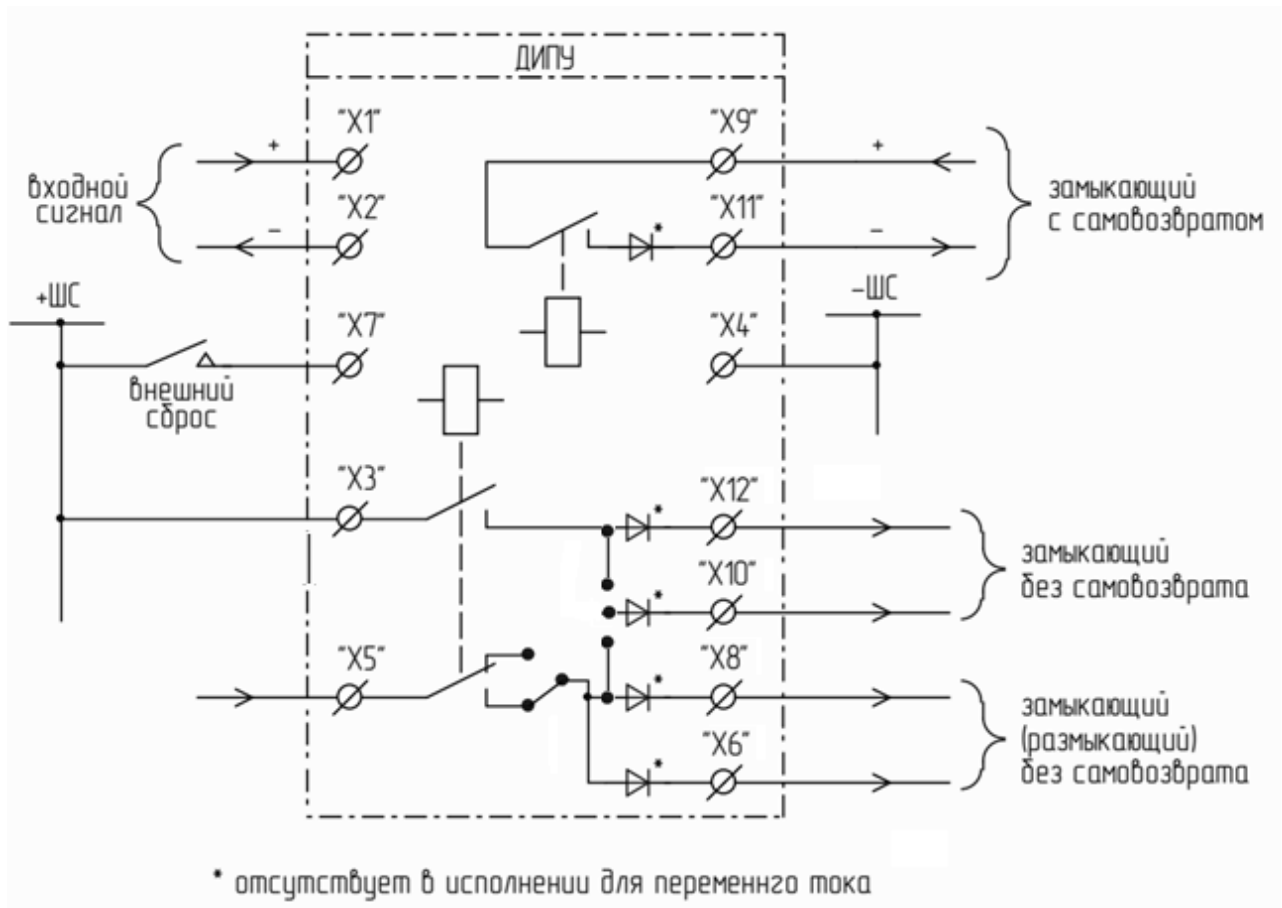 ДИПУ
"X1"
"X9"
+
+
входной
сигнал
замыкающий
с самовозвратом
"X2"
"X11"
*
−
−
+ШС
−ШС
"X7"
"X4"
внешний
сброс
"X3"
"X12"
*
замыкающий
без самовозврата
"X10"
*
"X5"
"X8"
*
замыкающий
(размыкающий)
без самовозврата
"X6"
*
* отсутствует в исполнении для переменнго тока